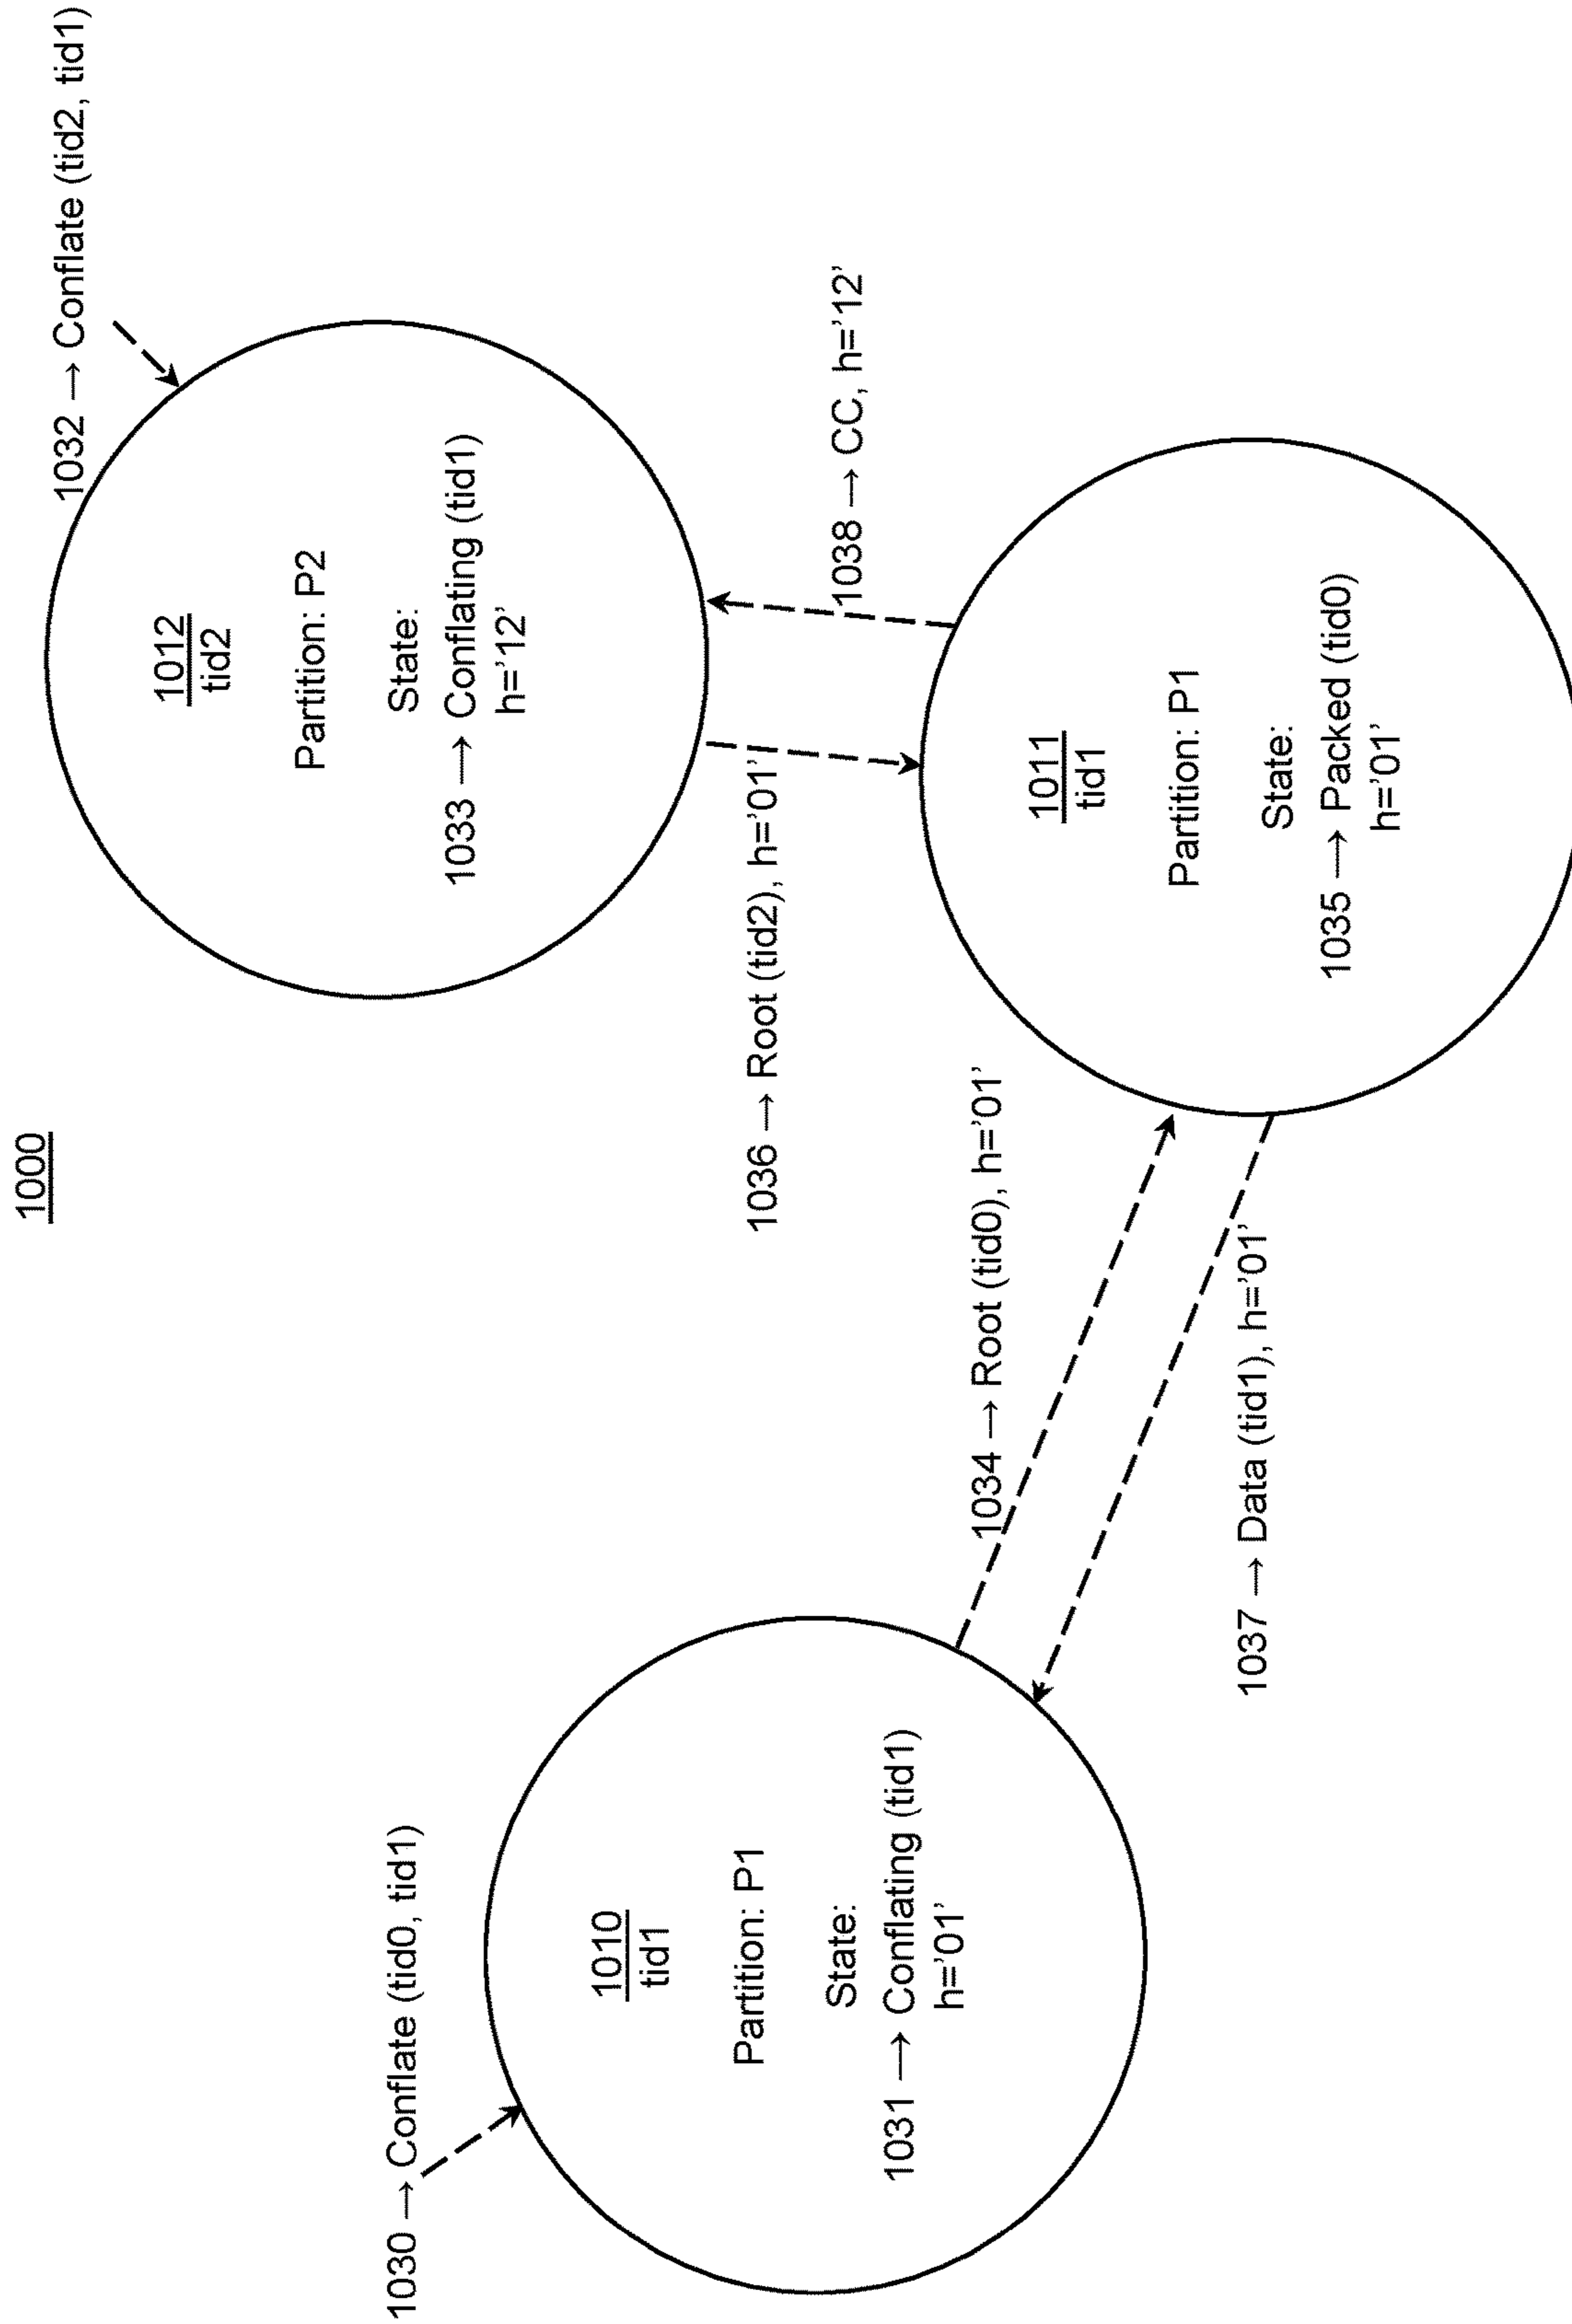 1000
1030 → Conflate (tid0, tid1)
1010
tid1
Partition: P1
State:
1031 → Conflating (tid1)
h='01'
1032 → Conflate (tid2, tid1)
1012
tid2
Partition: P2
State:
1033 → Conflating (tid1)
h='12'
1036 → Root (tid2), h='01'
1038 → CC, h='12'
1034 → Root (tid0), h='01'
1037 → Data (tid1), h='01'
1011
tid1
Partition: P1
State:
1035 → Packed (tid0)
h='01'